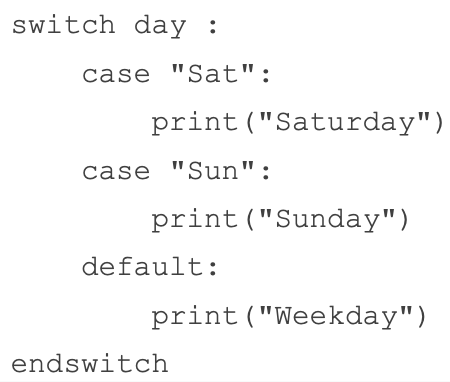 switch day :
    case "Sat":
        print("Saturday")
    case "Sun":
        print("Sunday")
    default:
        print("Weekday")
endswitch